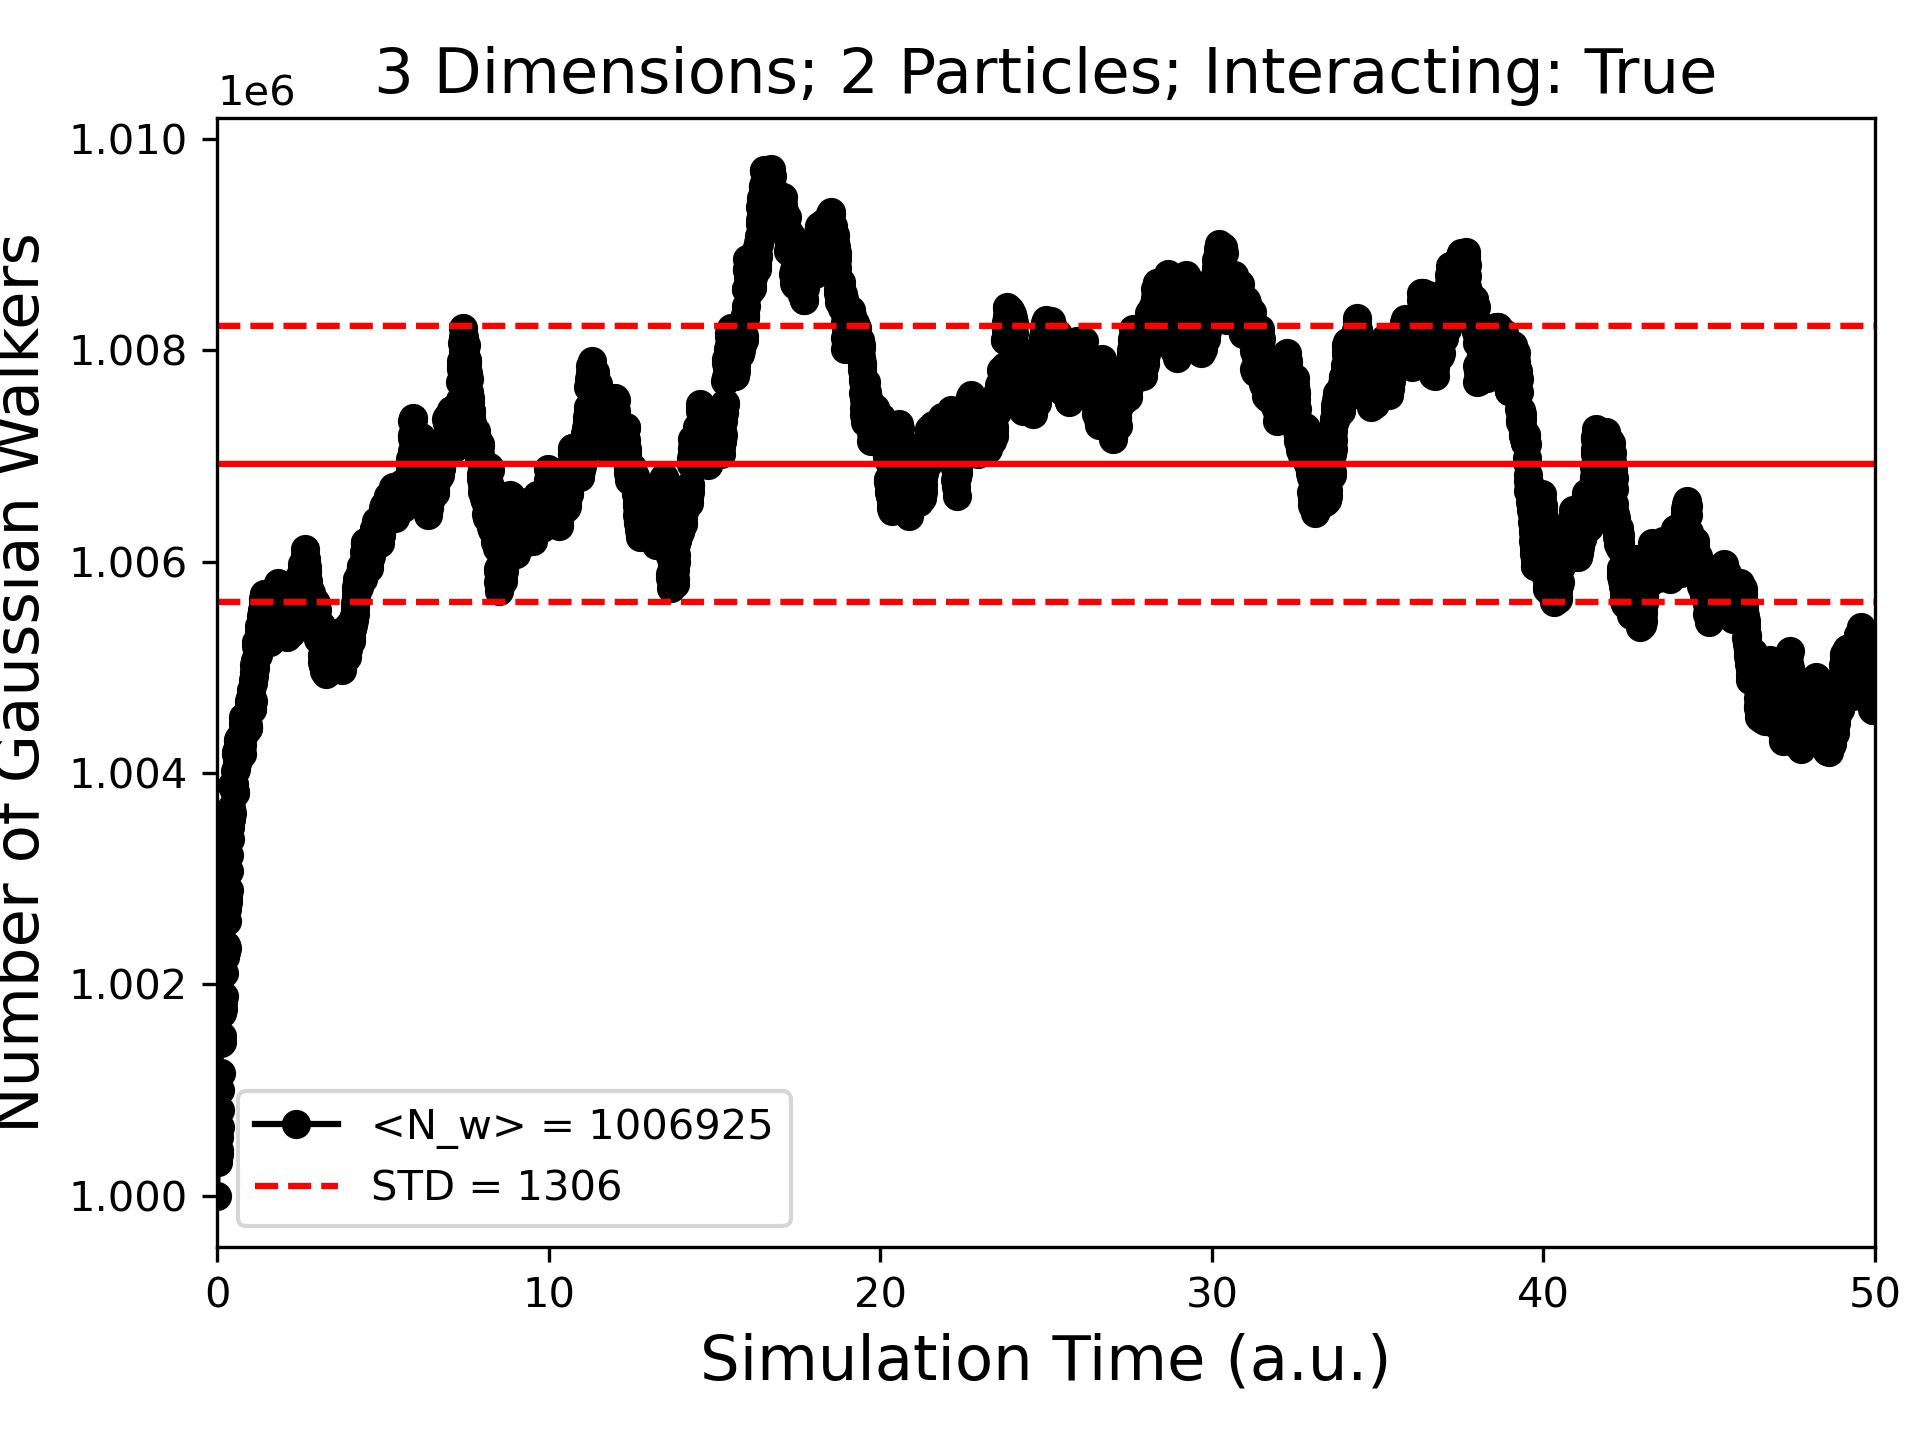 3 Dimensions; 2 Particles; Interacting: True
1e6
1.010
1.008
1.006
1.004
1.002
1.000
Number of Gaussian Walkers
<N_w> = 1006925
STD = 1306
0 10 20 30 40 50
Simulation Time (a.u.)